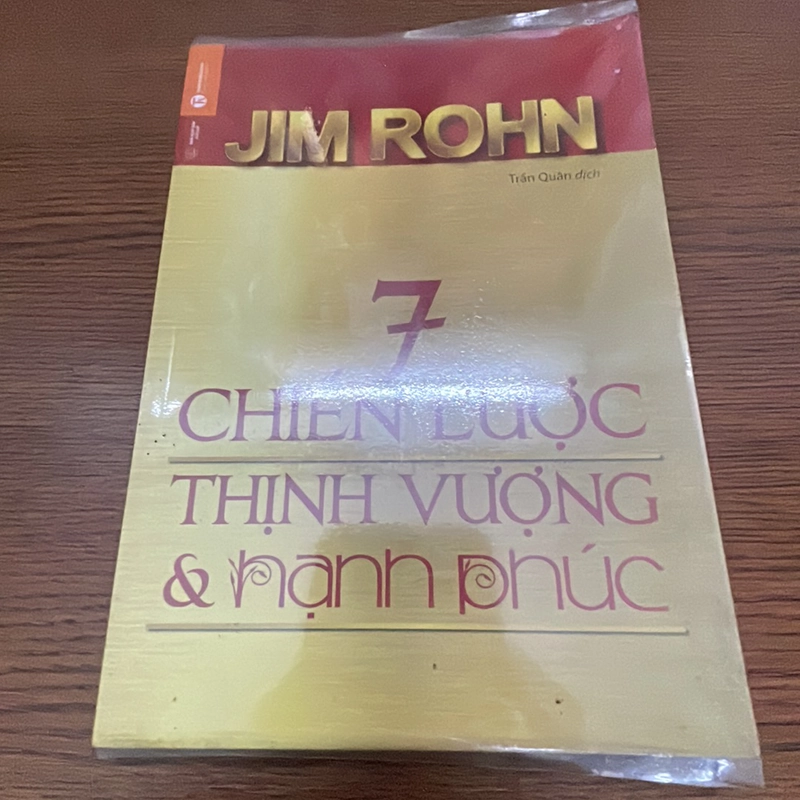 JIM ROHN
Trần Quân dịch
7
CHIẾN LƯỢC
THỊNH VƯỢNG
& hạnh phúc